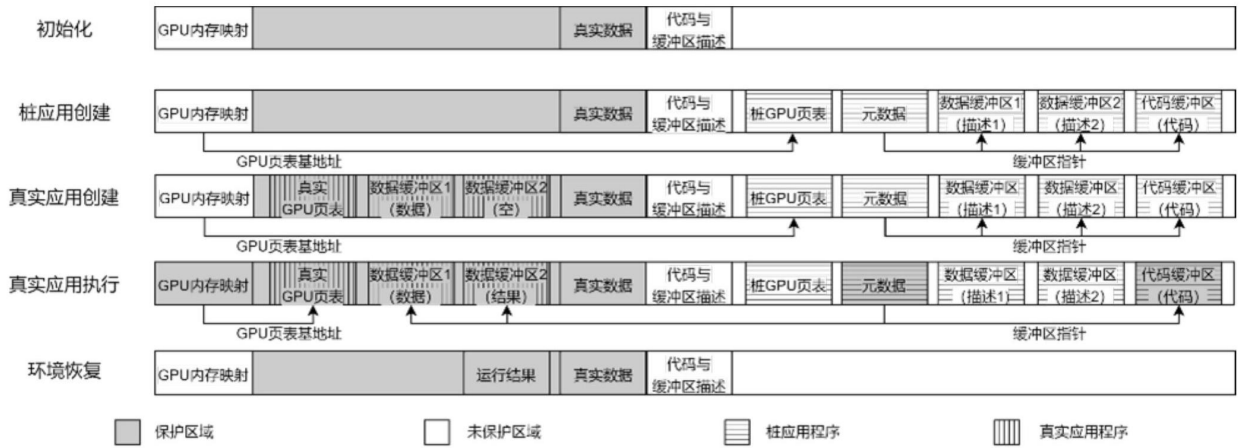 初始化
GPU内存映射
真实数据
代码与
缓冲区描述
桩应用创建
GPU内存映射
真实数据
代码与
缓冲区描述
桩GPU页表
元数据
数据缓冲区1
(描述1)
数据缓冲区2
(描述2)
代码缓冲区
(代码)
GPU页表基地址
缓冲区指针
真实应用创建
GPU内存映射
真实
GPU页表
数据缓冲区1
(数据)
数据缓冲区2
(空)
真实数据
代码与
缓冲区描述
桩GPU页表
元数据
数据缓冲区
(描述1)
数据缓冲区
(描述2)
代码缓冲区
(代码)
GPU页表基地址
缓冲区指针
真实应用执行
GPU内存映射
真实
GPU页表
数据缓冲区1
(数据)
数据缓冲区2
(结果)
真实数据
代码与
缓冲区描述
桩GPU页表
元数据
数据缓冲区
(描述1)
数据缓冲区
(描述2)
代码缓冲区
(代码)
GPU页表基地址
缓冲区指针
环境恢复
GPU内存映射
运行结果
真实数据
代码与
缓冲区描述
保护区域
未保护区域
桩应用程序
真实应用程序